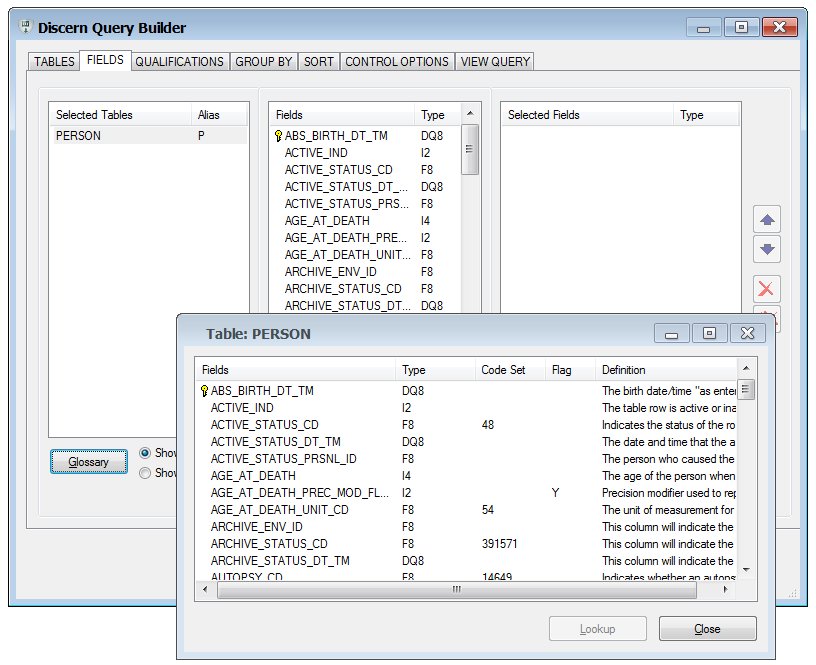 Discern Query Builder
TABLES FIELDS QUALIFICATIONS GROUP BY SORT CONTROL OPTIONS VIEW QUERY
Selected Tables Alias
PERSON P
Fields Type
ABS_BIRTH_DT_TM DQ8
ACTIVE_IND I2
ACTIVE_STATUS_CD F8
ACTIVE_STATUS_DT_... DQ8
ACTIVE_STATUS_PRS... F8
AGE_AT_DEATH I4
AGE_AT_DEATH_PRE... I2
AGE_AT_DEATH_UNIT... F8
ARCHIVE_ENV_ID F8
ARCHIVE_STATUS_CD F8
ARCHIVE_STATUS_DT... DQ8
Selected Fields Type
Glossary
Show
Show
Table: PERSON
Fields Type Code Set Flag Definition
ABS_BIRTH_DT_TM DQ8 The birth date/time "as ente
ACTIVE_IND I2 The table row is active or ina
ACTIVE_STATUS_CD F8 48 Indicates the status of the ro
ACTIVE_STATUS_DT_TM DQ8 The date and time that the a
ACTIVE_STATUS_PRSNL_ID F8 The person who caused the
AGE_AT_DEATH I4 The age of the person when
AGE_AT_DEATH_PREC_MOD_FL... I2 Y Precision modifier used to rep
AGE_AT_DEATH_UNIT_CD F8 54 The unit of measurement for
ARCHIVE_ENV_ID F8 This column will indicate the
ARCHIVE_STATUS_CD F8 391571 This column will indicate the
ARCHIVE_STATUS_DT_TM DQ8 This column will indicate the
AUTOPSY_CD F8 14649 Indicates whether an autops
Lookup Close